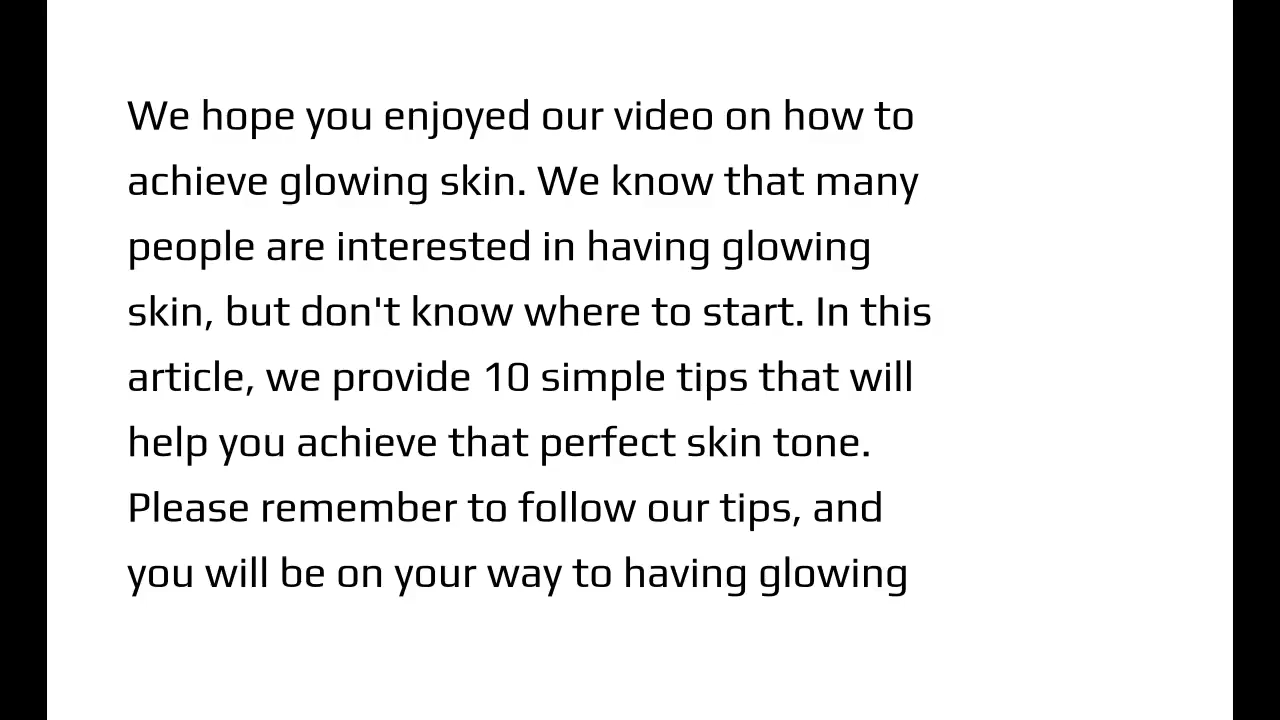 We hope you enjoyed our video on how to
achieve glowing skin. We know that many
people are interested in having glowing
skin, but don't know where to start. In this
article, we provide 10 simple tips that will
help you achieve that perfect skin tone.
Please remember to follow our tips, and
you will be on your way to having glowing